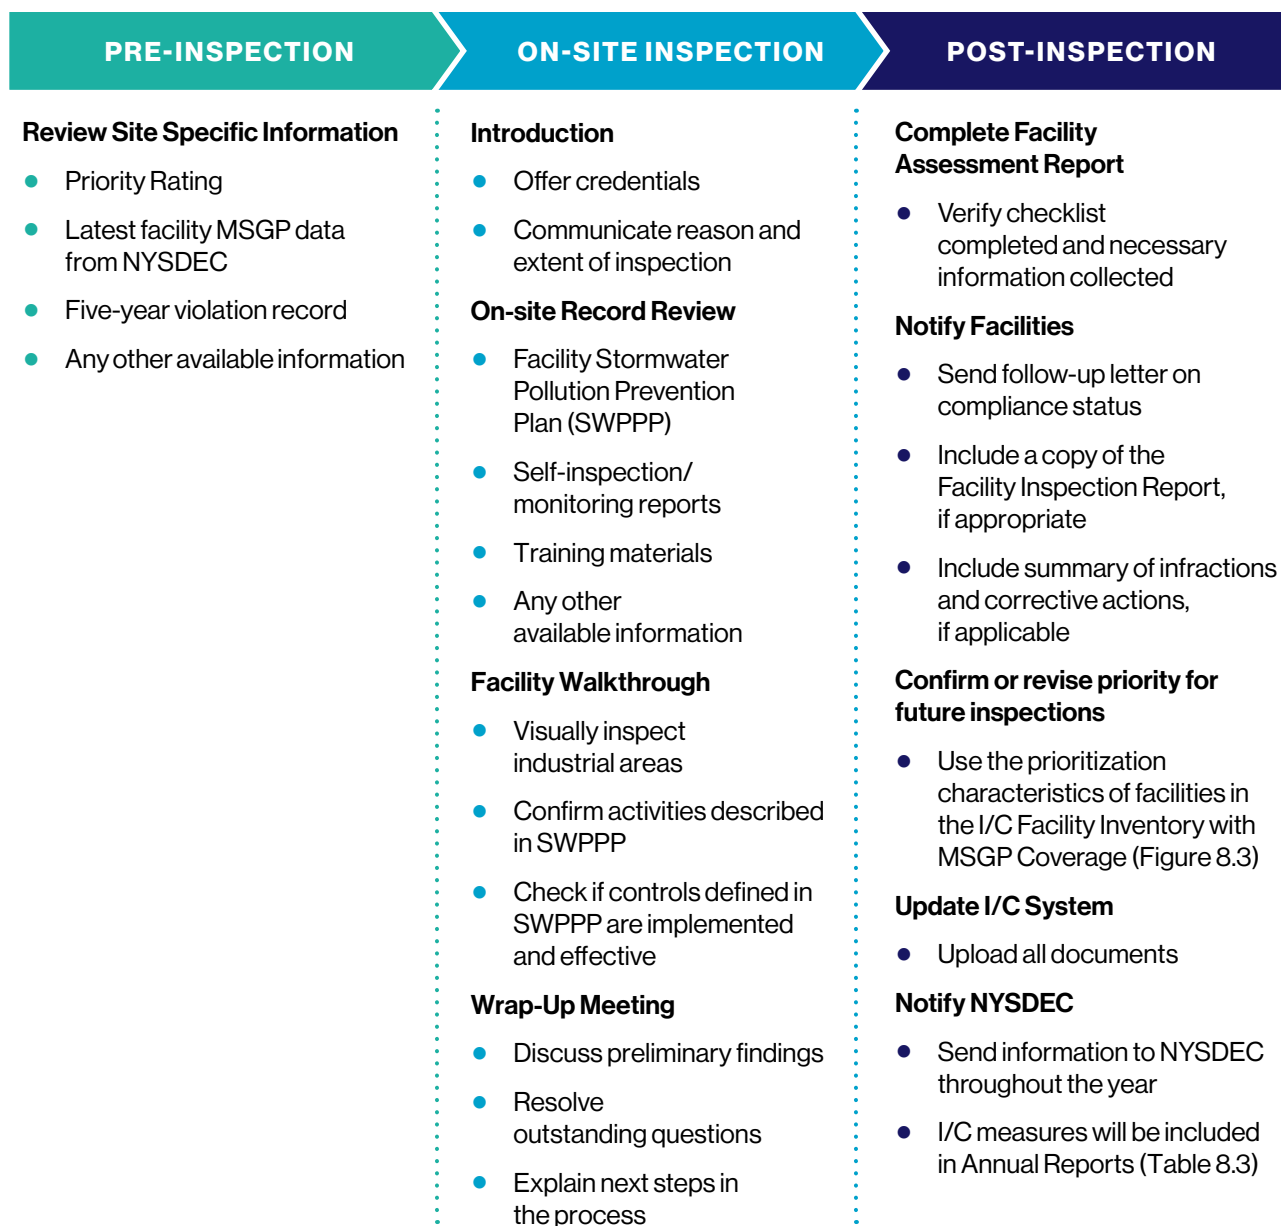 PRE-INSPECTION
Review Site Specific Information
Priority Rating
Latest facility MSGP data
from NYSDEC
Five-year violation record
Any other available information
ON-SITE INSPECTION
Introduction
Offer credentials
Communicate reason and
extent of inspection
On-site Record Review
Facility Stormwater
Pollution Prevention
Plan (SWPPP)
Self-inspection/
monitoring reports
Training materials
Any other
available information
Facility Walkthrough
Visually inspect
industrial areas
Confirm activities described
in SWPPP
Check if controls defined in
SWPPP are implemented
and effective
Wrap-Up Meeting
Discuss preliminary findings
Resolve
outstanding questions
Explain next steps in
the process
POST-INSPECTION
Complete Facility
Assessment Report
Verify checklist
completed and necessary
information collected
Notify Facilities
Send follow-up letter on
compliance status
Include a copy of the
Facility Inspection Report,
if appropriate
Include summary of infractions
and corrective actions,
if applicable
Confirm or revise priority for
future inspections
Use the prioritization
characteristics of facilities in
the I/C Facility Inventory with
MSGP Coverage (Figure 8.3)
Update I/C System
Upload all documents
Notify NYSDEC
Send information to NYSDEC
throughout the year
I/C measures will be included
in Annual Reports (Table 8.3)